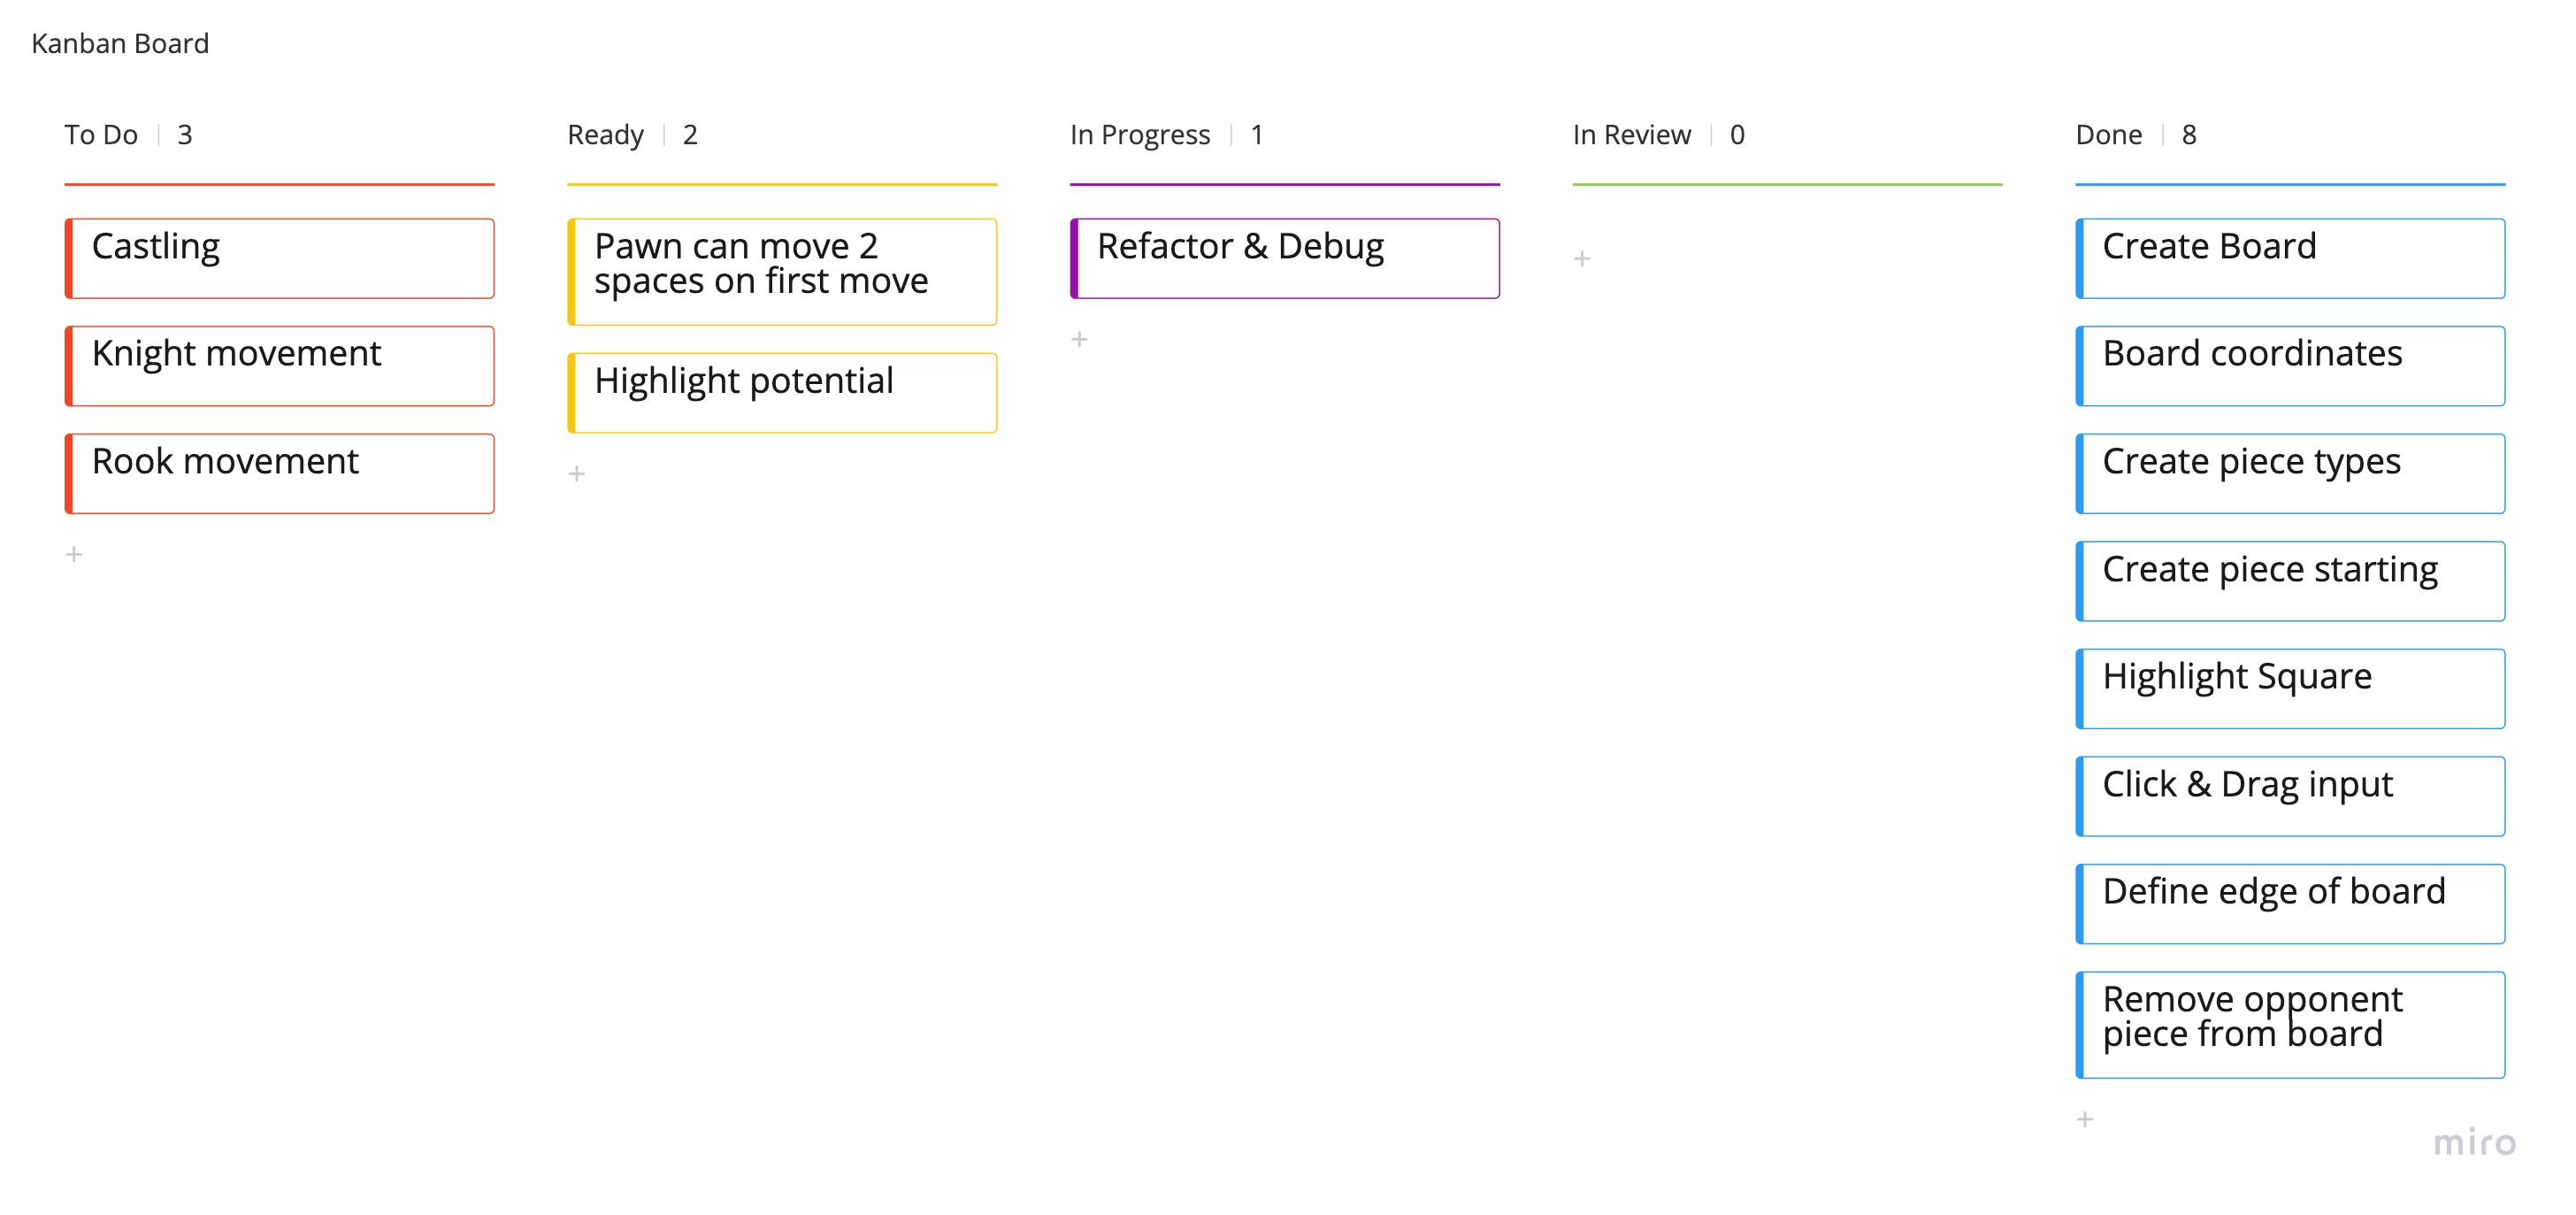 Kanban Board
To Do | 3
Castling
Knight movement
Rook movement
+
Ready | 2
Pawn can move 2
spaces on first move
Highlight potential
+
In Progress | 1
Refactor & Debug
+
In Review | 0
+
Done | 8
Create Board
Board coordinates
Create piece types
Create piece starting
Highlight Square
Click & Drag input
Define edge of board
Remove opponent
piece from board
+
miro